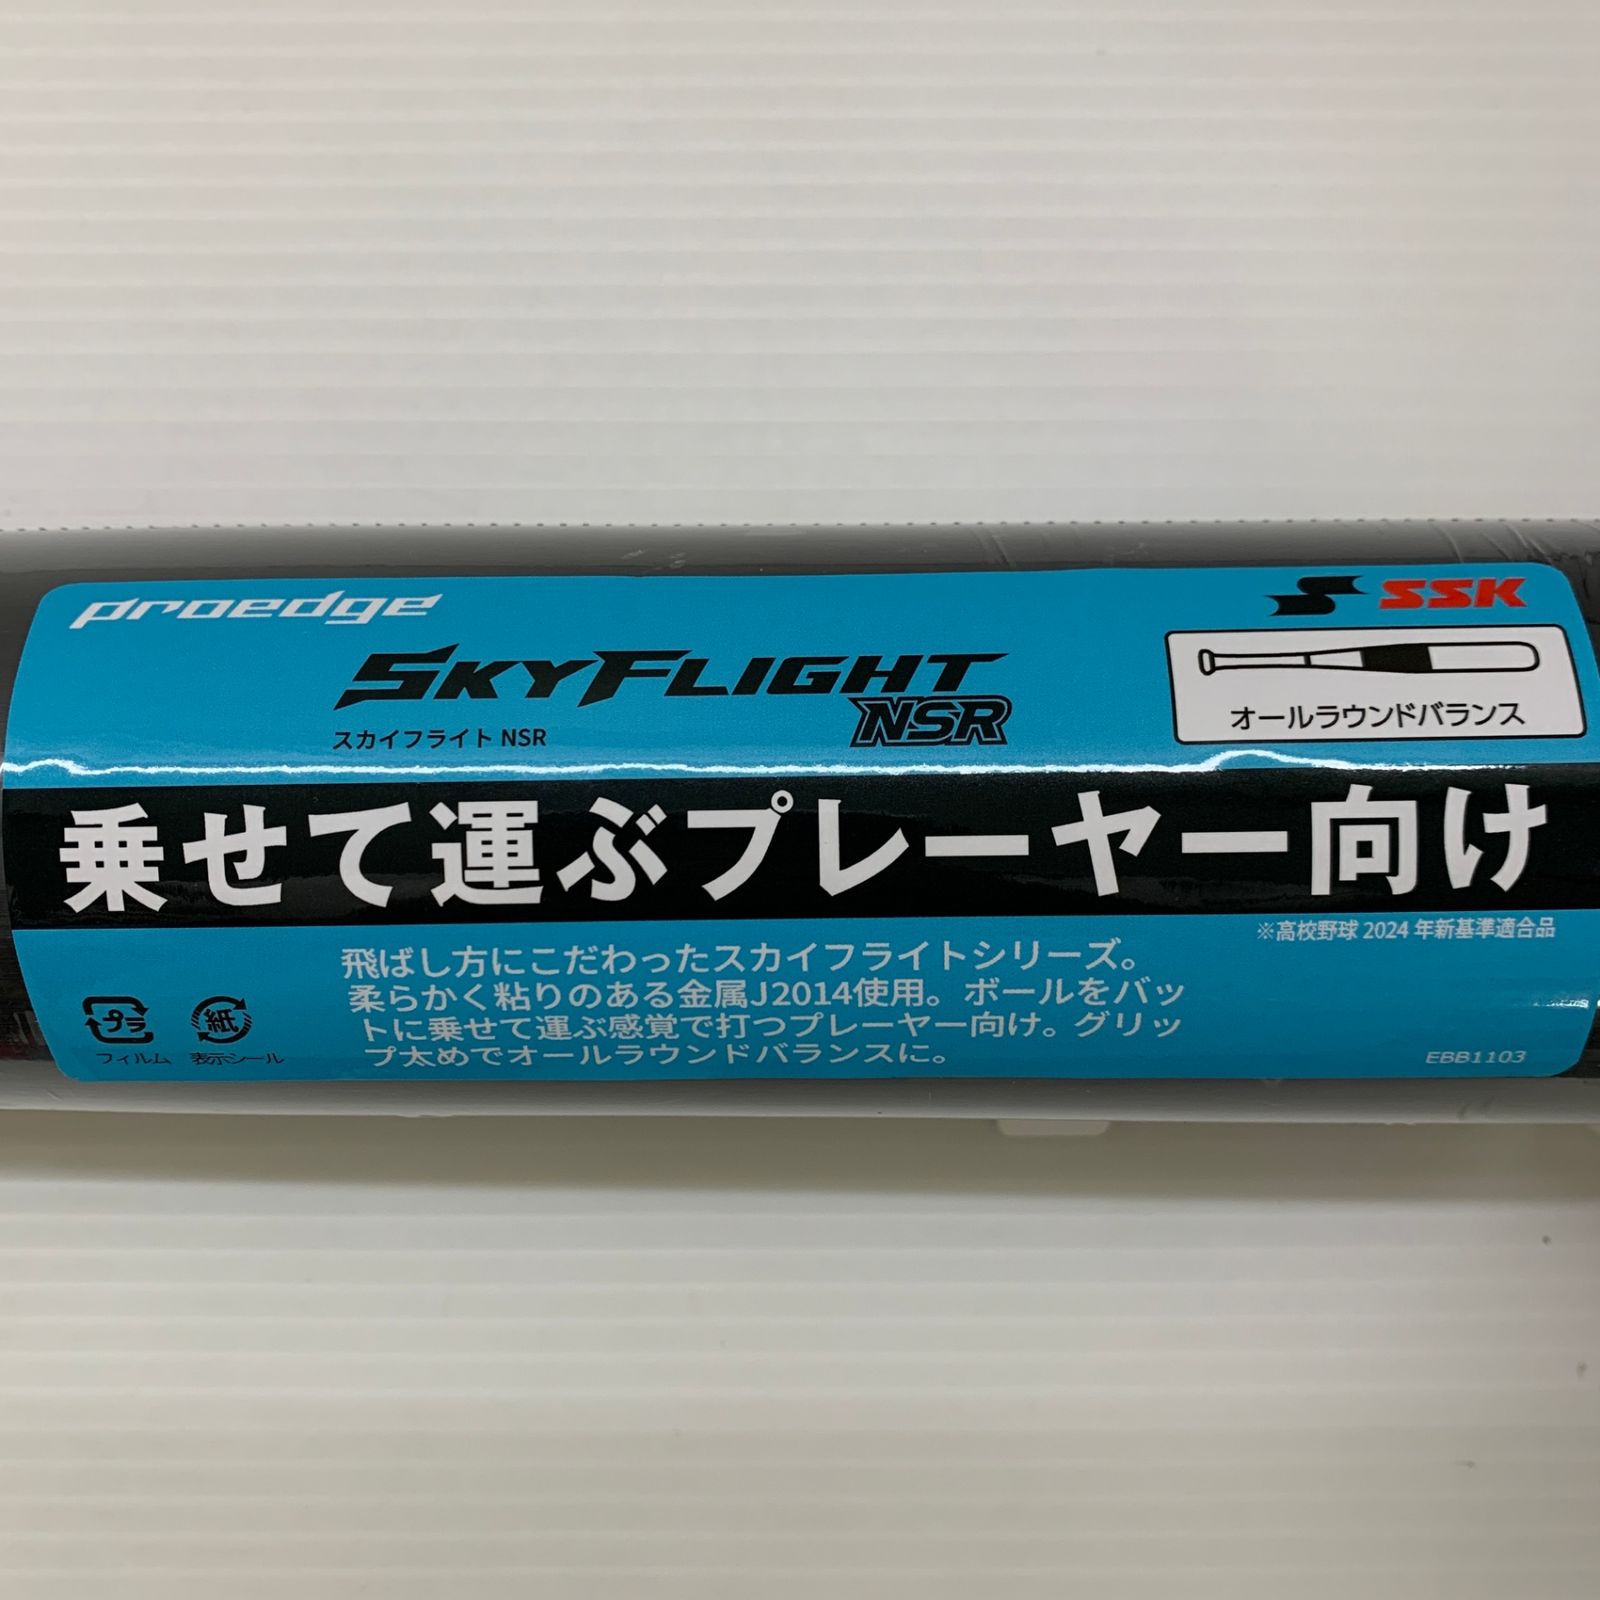 proedge
SSK
SKYFLIGHT
NSR
スカイフライト NSR
オールラウンドバランス
乗せて運ぶプレーヤー向け
※高校野球 2024 年新基準適合品
飛ばし方にこだわったスカイフライトシリーズ。
柔らかく粘りのある金属J2014使用。ボールをバッ
トに乗せて運ぶ感覚で打つプレーヤー向け。グリッ
プ太めでオールラウンドバランスに。
プラ
フィルム
紙
表示シール
EBB1103